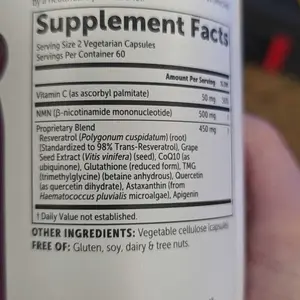 Supplement Facts
Serving Size 2 Vegetarian Capsules
Servings Per Container 60
Amount Per Serving
Vitamin C (as ascorbyl palmitate) 50 mg
NMN (β-nicotinamide mononucleotide) 500 mg
Proprietary Blend 450 mg
Resveratrol (Polygonum cuspidatum) (root)
[Standardized to 98% Trans-Resveratrol), Grape
Seed Extract (Vitis vinifera) (seed), CoQ10 (as
ubiquinone), Glutathione (reduced form), TMG
(trimethylglycine) (betaine anhydrous), Quercetin
(as quercetin dihydrate), Astaxanthin (from
Haematococcus pluvialis microalgae), Apigenin
† Daily Value not established.
OTHER INGREDIENTS: Vegetable cellulose (capsule)
FREE OF: Gluten, soy, dairy & tree nuts.